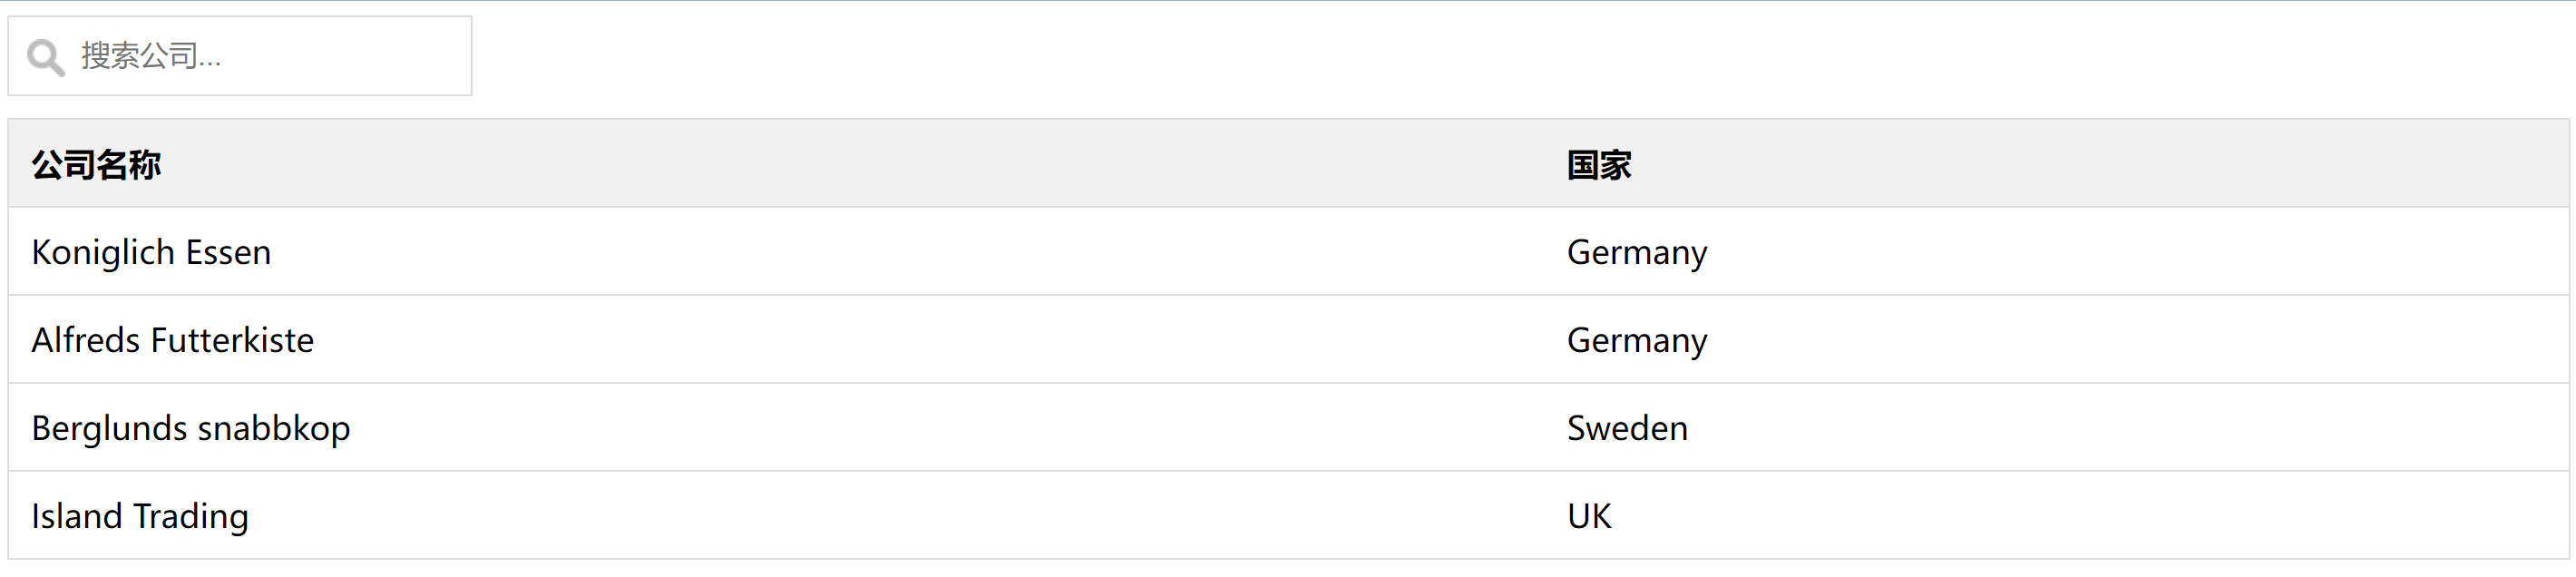 搜索公司...
公司名称 国家
Koniglich Essen Germany
Alfreds Futterkiste Germany
Berglunds snabbkop Sweden
Island Trading UK